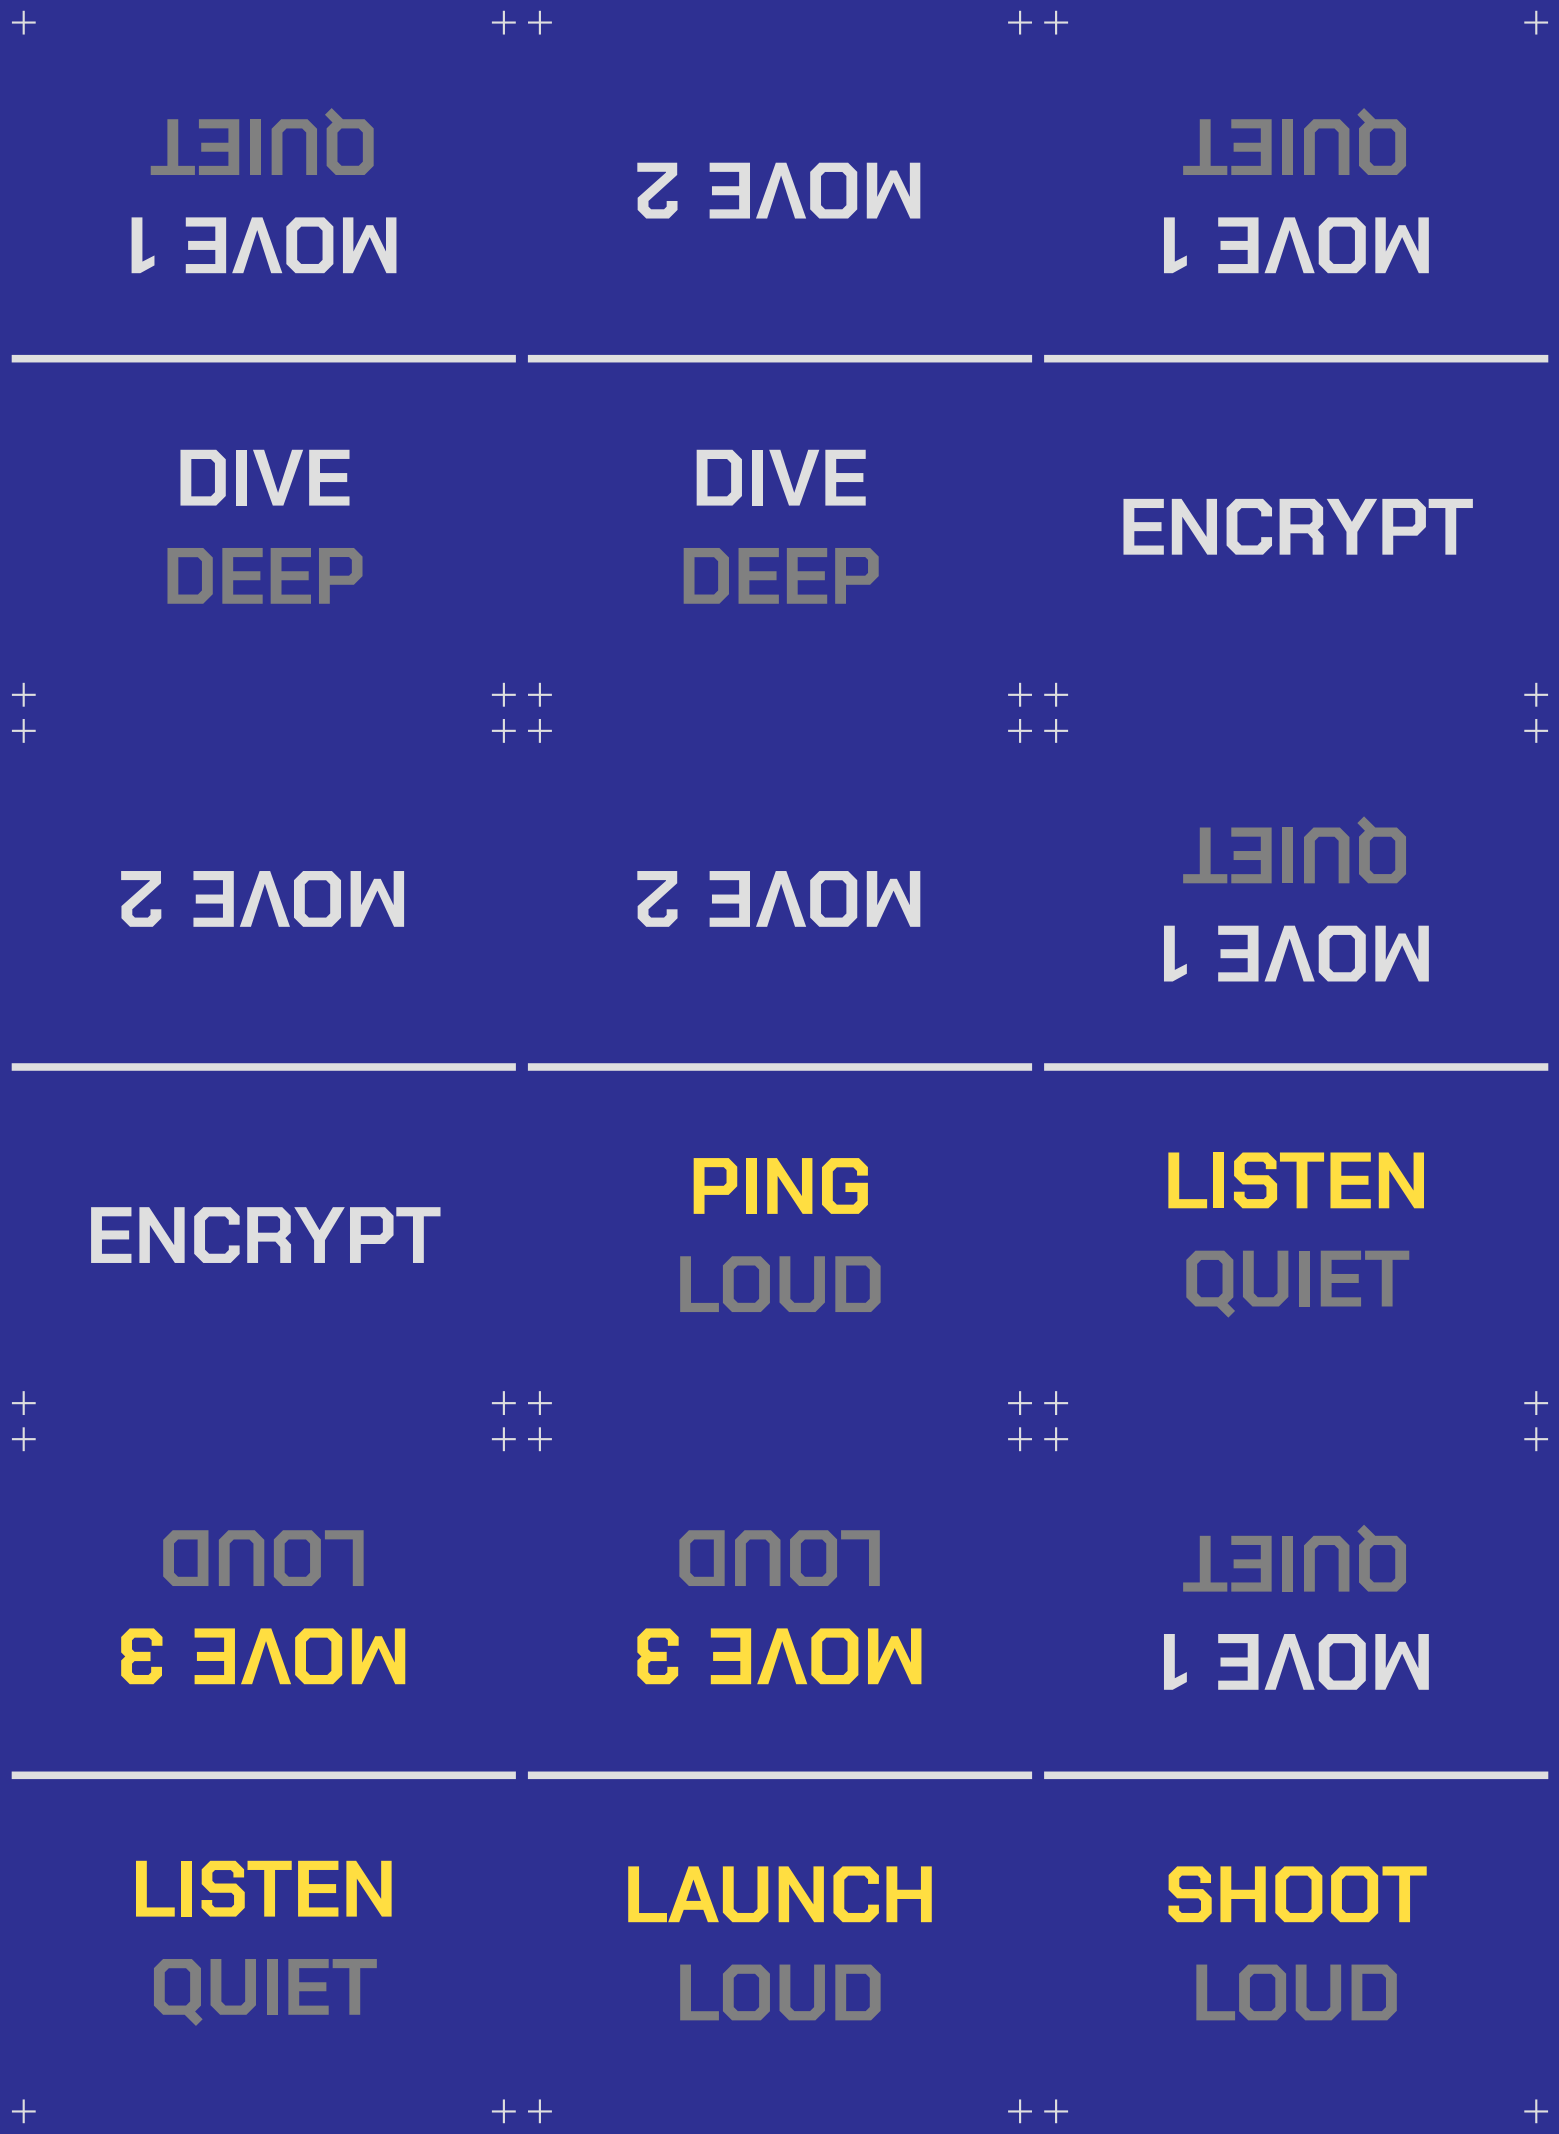 QUIET
MOVE 1
MOVE 2
QUIET
MOVE 1
DIVE
DEEP
DIVE
DEEP
ENCRYPT
MOVE 2
MOVE 2
QUIET
MOVE 1
ENCRYPT
PING
LOUD
LISTEN
QUIET
LOUD
MOVE 3
LOUD
MOVE 3
QUIET
MOVE 1
LISTEN
QUIET
LAUNCH
LOUD
SHOOT
LOUD